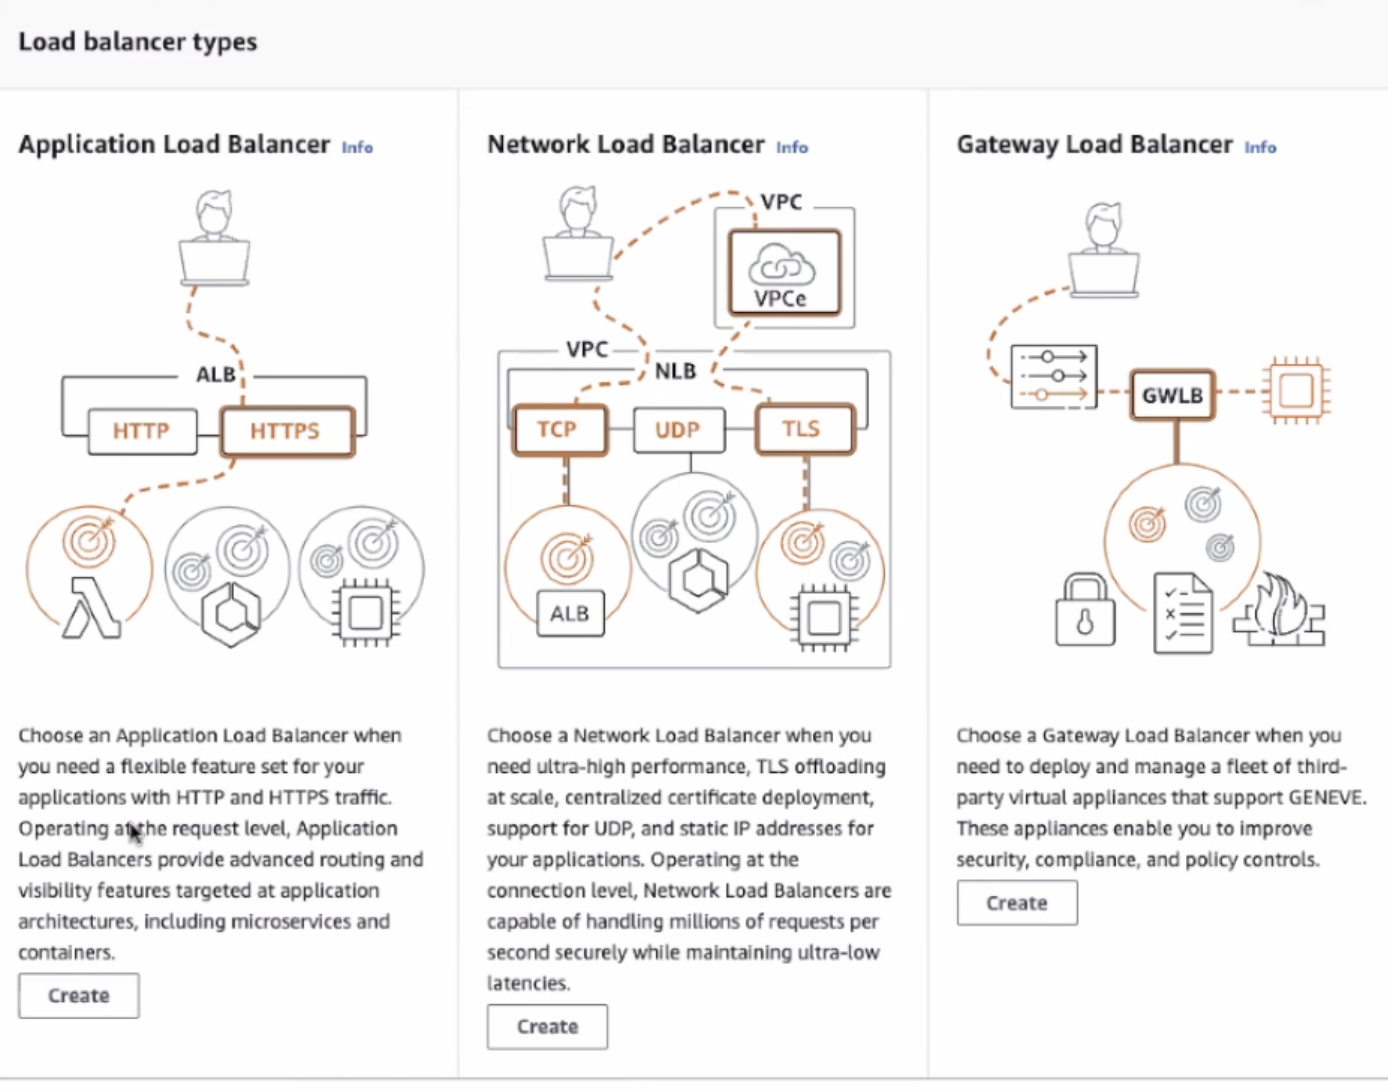 Load balancer types
Application Load Balancer Info
ALB
HTTP
HTTPS
Choose an Application Load Balancer when
you need a flexible feature set for your
applications with HTTP and HTTPS traffic.
Operating at the request level, Application
Load Balancers provide advanced routing and
visibility features targeted at application
architectures, including microservices and
containers.
Create
Network Load Balancer Info
VPC
VPCe
VPC
NLB
TCP
UDP
TLS
ALB
Choose a Network Load Balancer when you
need ultra-high performance, TLS offloading
at scale, centralized certificate deployment,
support for UDP, and static IP addresses for
your applications. Operating at the
connection level, Network Load Balancers are
capable of handling millions of requests per
second securely while maintaining ultra-low
latencies.
Create
Gateway Load Balancer Info
GWLB
Choose a Gateway Load Balancer when you
need to deploy and manage a fleet of third-
party virtual appliances that support GENEVE.
These appliances enable you to improve
security, compliance, and policy controls.
Create